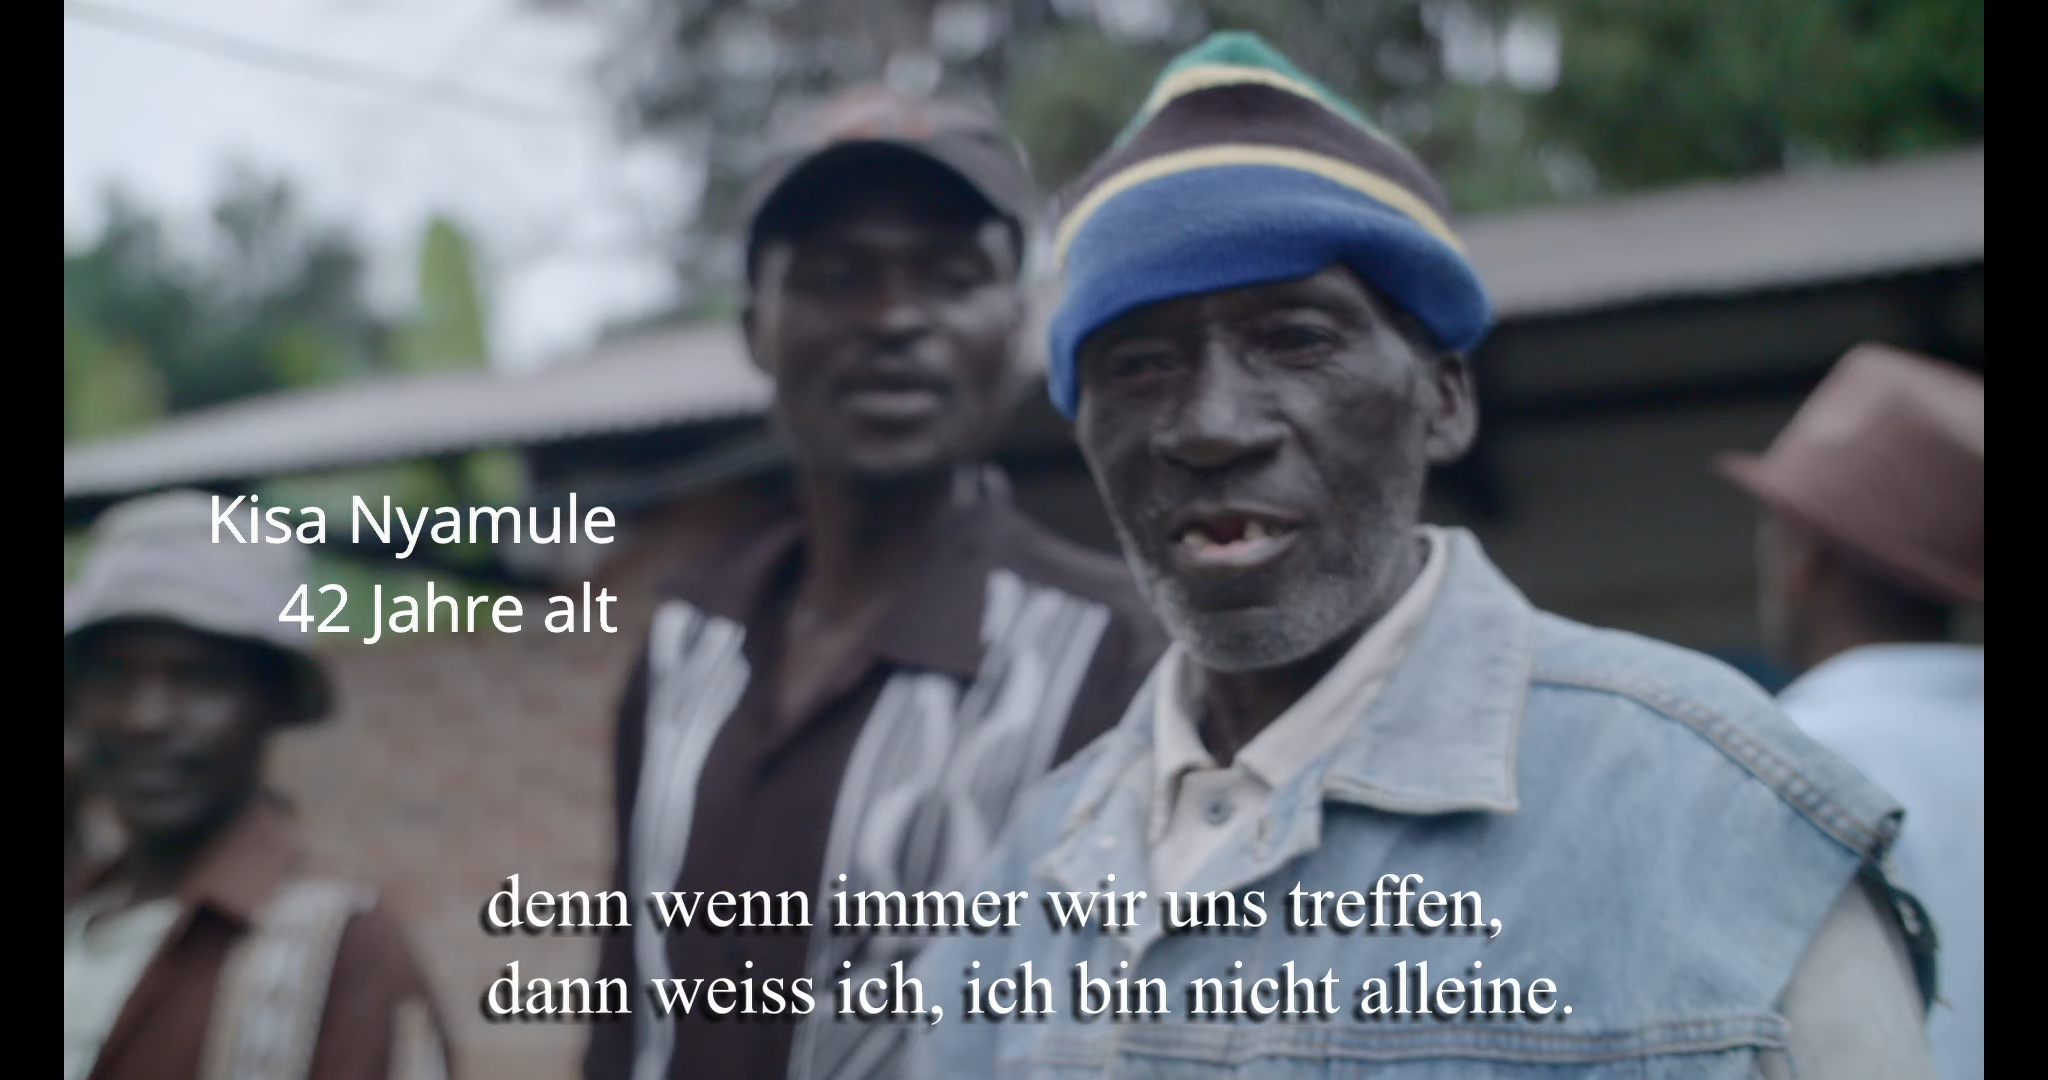 Kisa Nyamule
42 Jahre alt
denn wenn immer wir uns treffen,
dann weiss ich, ich bin nicht alleine.